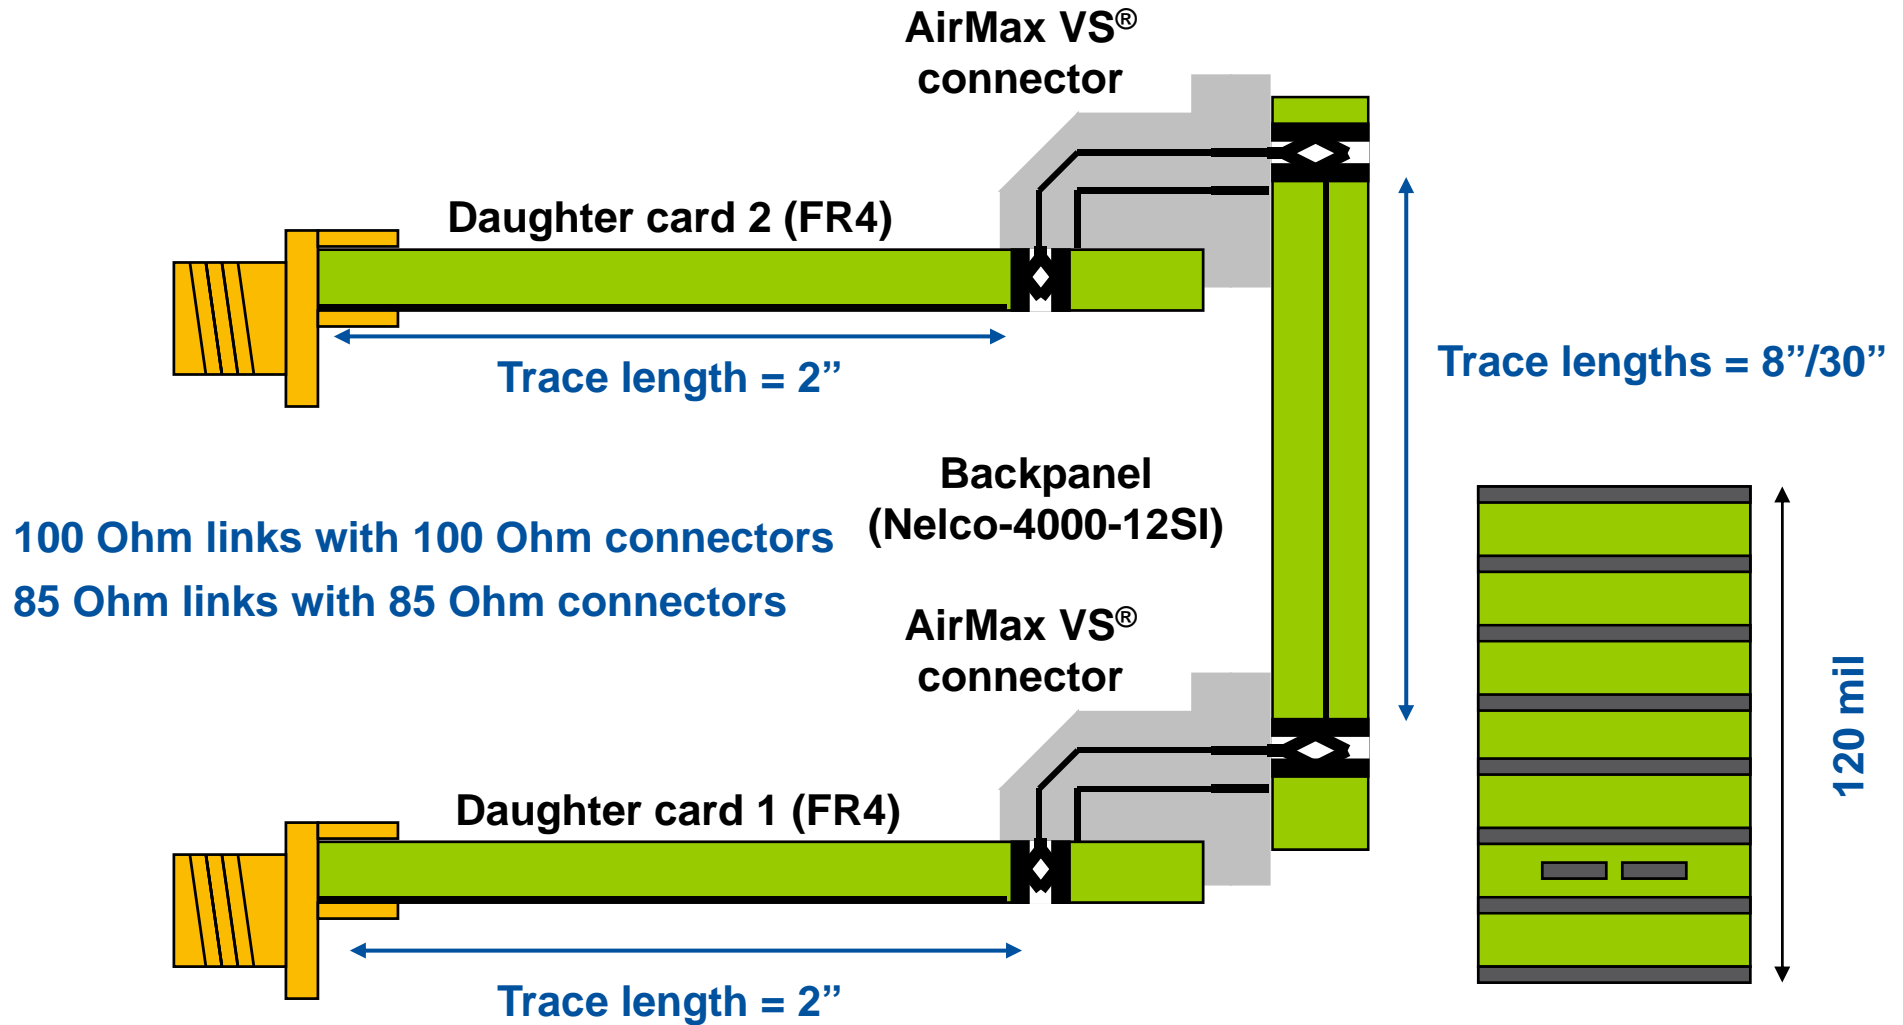 AirMax VS®
connector
Daughter card 2 (FR4)
Trace length = 2”
Trace lengths = 8”/30”
Backpanel
(Nelco-4000-12SI)
100 Ohm links with 100 Ohm connectors
85 Ohm links with 85 Ohm connectors
AirMax VS®
connector
120 mil
Daughter card 1 (FR4)
Trace length = 2”